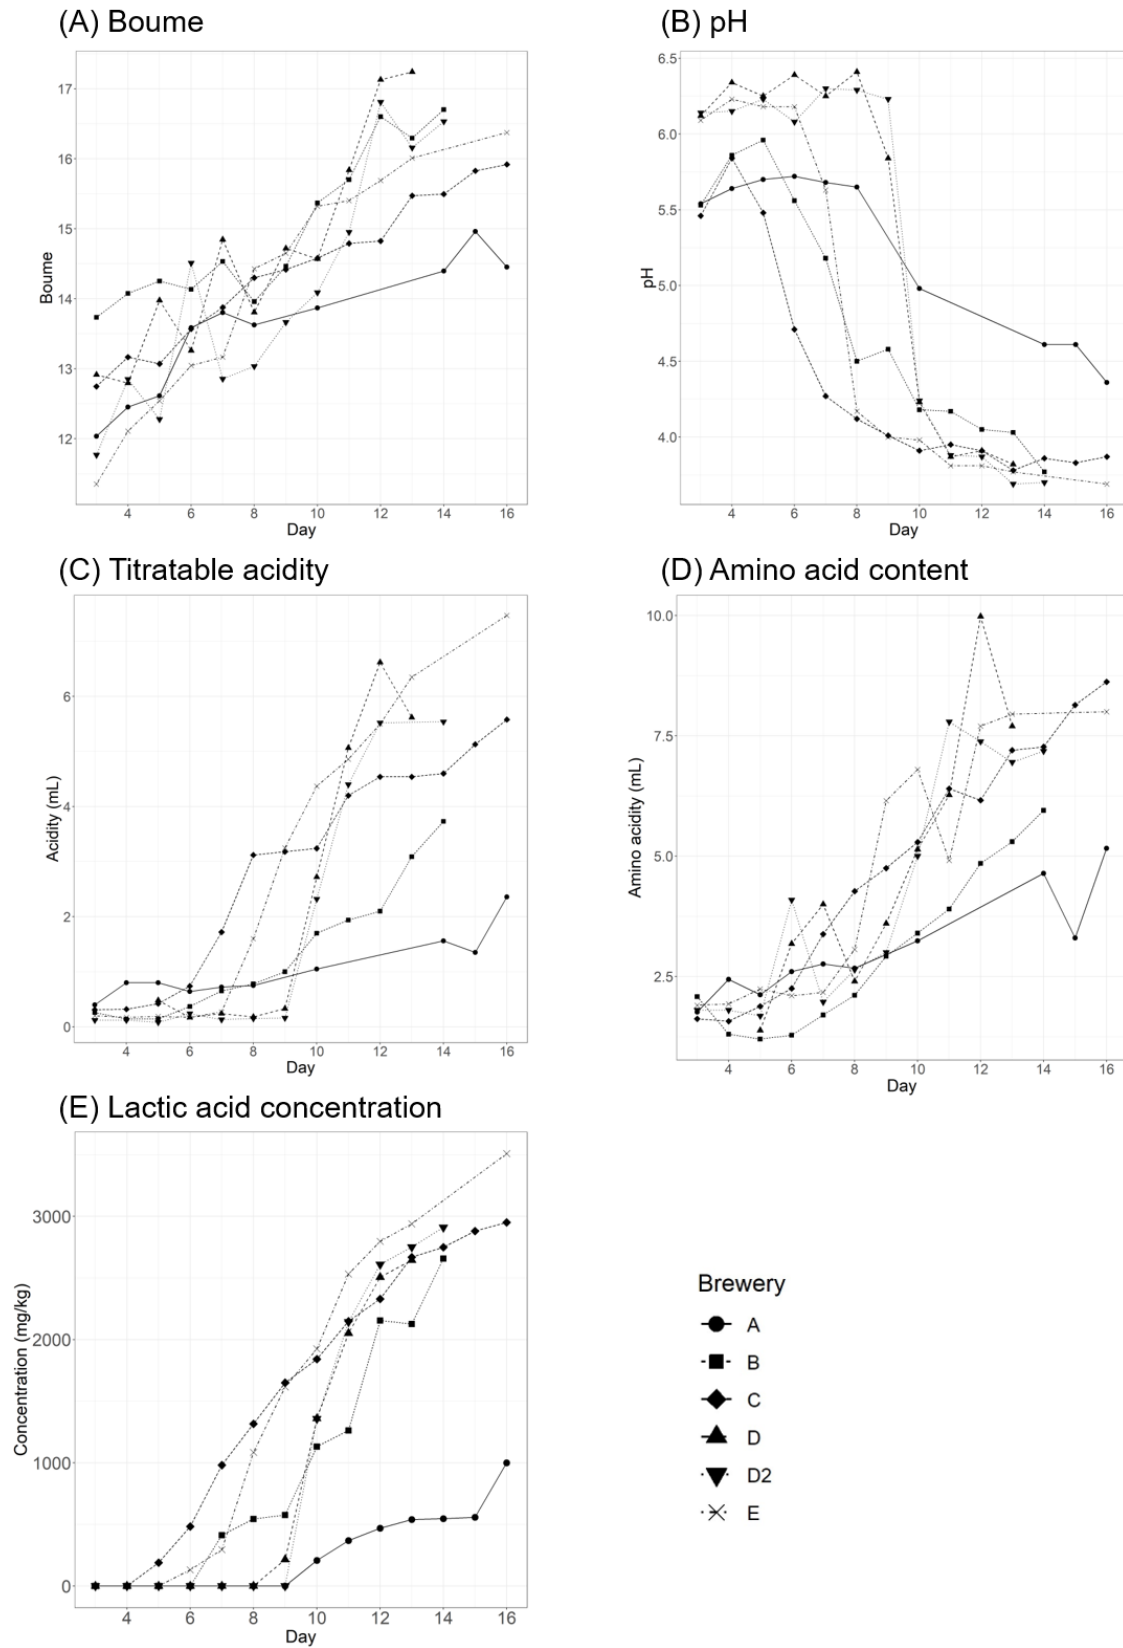 (A) Boume
(B) pH
17
16
15
14
13
12
Boume
4 6 8 10 12 14 16
Day
6.5
6.0
5.5
5.0
4.5
4.0
pH
4 6 8 10 12 14 16
Day
(C) Titratable acidity
(D) Amino acid content
6
4
2
0
Acidity (mL)
4 6 8 10 12 14 16
Day
10.0
7.5
5.0
2.5
Amino acidity (mL)
4 6 8 10 12 14 16
Day
(E) Lactic acid concentration
3000
2000
1000
0
Concentration (mg/kg)
4 6 8 10 12 14 16
Day
Brewery
A
B
C
D
D2
E